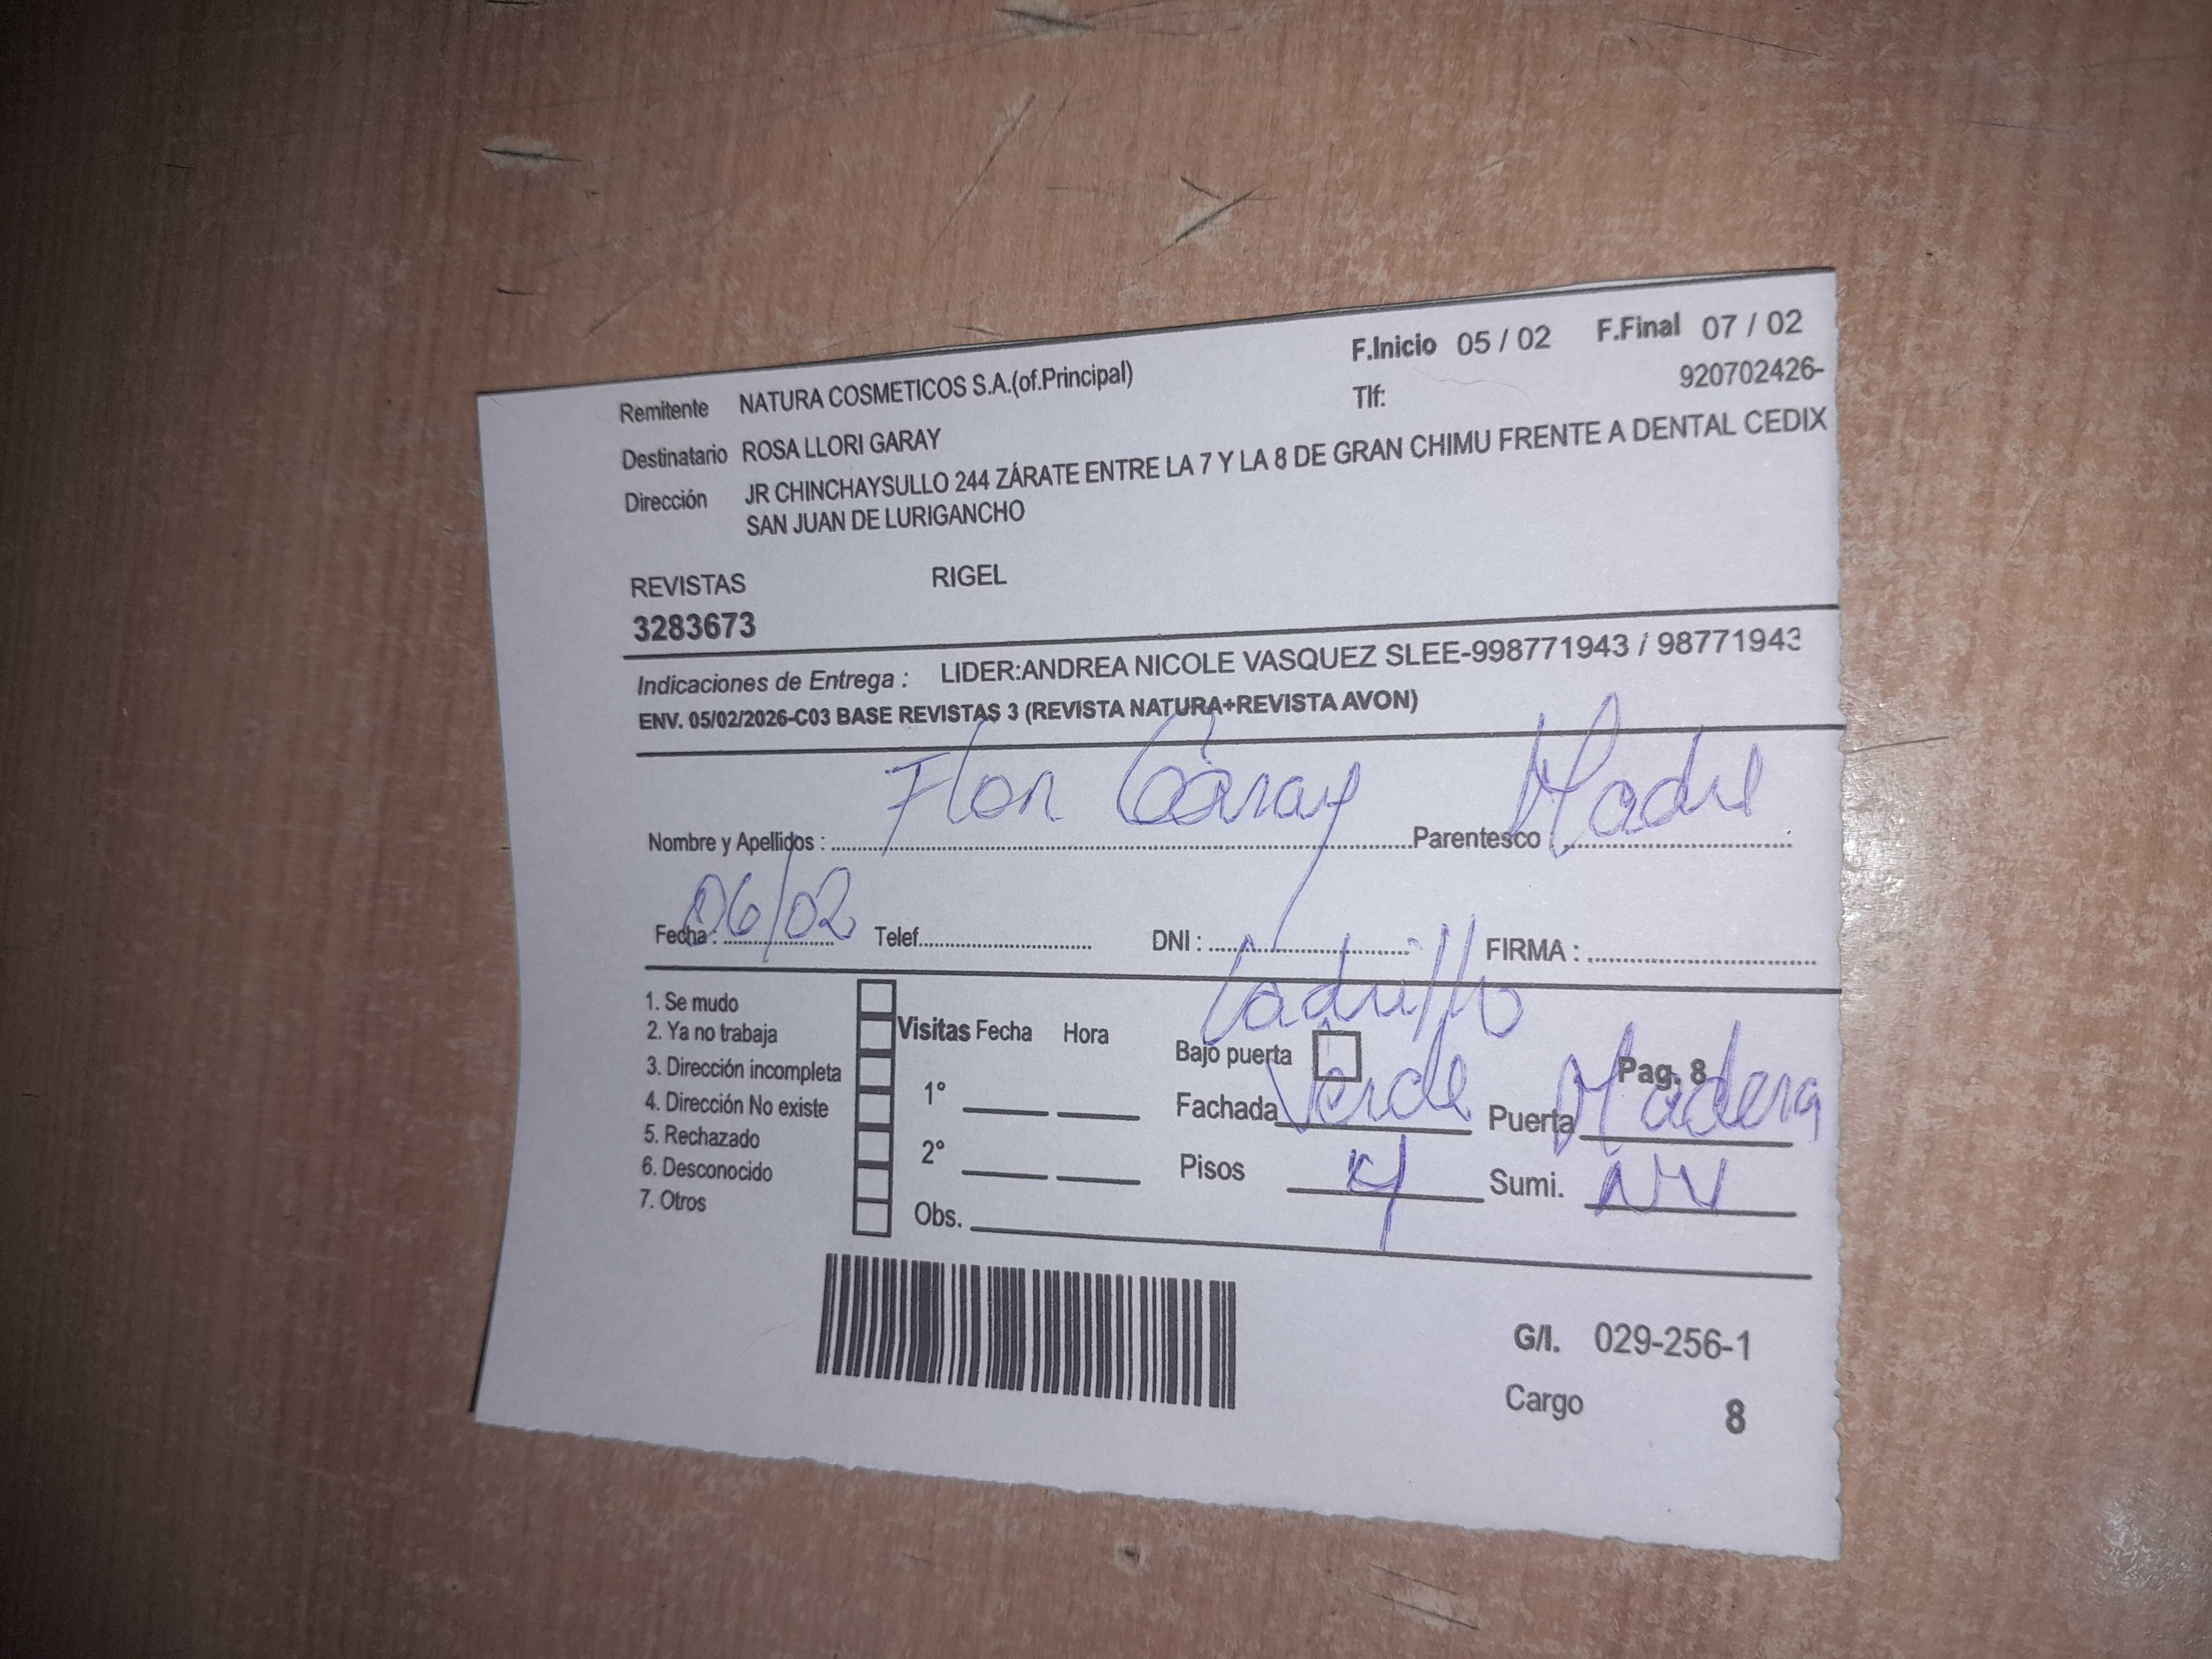 F.Inicio 05 / 02 F.Final 07 / 02
Remitente NATURA COSMETICOS S.A.(of.Principal) Tlf: 920702426-
Destinatario ROSA LLORI GARAY
Dirección JR CHINCHAYSULLO 244 ZÁRATE ENTRE LA 7 Y LA 8 DE GRAN CHIMU FRENTE A DENTAL CEDIX
SAN JUAN DE LURIGANCHO
REVISTAS RIGEL
3283673
Indicaciones de Entrega : LIDER:ANDREA NICOLE VASQUEZ SLEE-998771943 / 98771943
ENV. 05/02/2026-C03 BASE REVISTAS 3 (REVISTA NATURA+REVISTA AVON)
Nombre y Apellidos : Flor Garay Parentesco : Madre
Fecha : 06/02 Telef. DNI : FIRMA :
Ladrillo
1. Se mudo
2. Ya no trabaja Visitas Fecha Hora Bajo puerta Pag. 8
3. Dirección incompleta
4. Dirección No existe 1° Fachada Verde Puerta Madera
5. Rechazado
6. Desconocido 2° Pisos 4 Sumi. NV
7. Otros Obs.
G/I. 029-256-1
Cargo 8